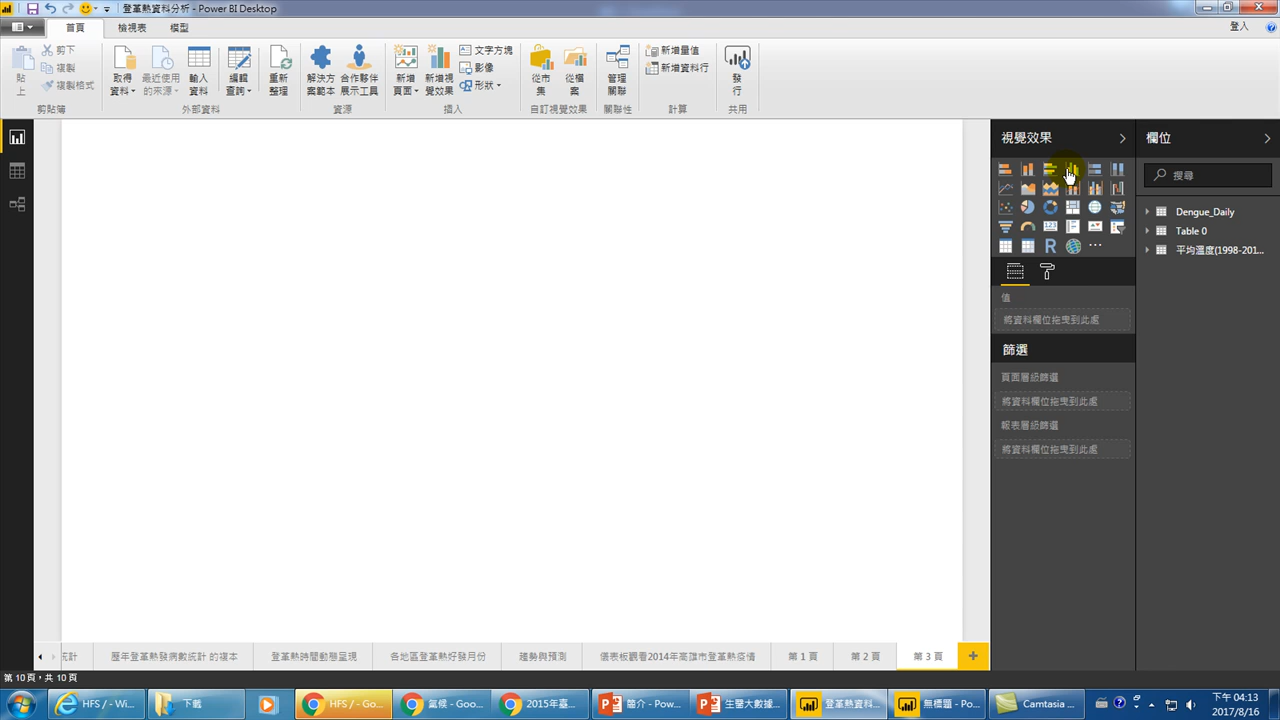 登革熱資料分析 - Power BI Desktop
首頁 檢視表 模型
登入
剪下
複製
複製格式
貼上
剪貼簿
取得資料
最近使用的來源
輸入資料
編輯查詢
外部資料
重新整理
解決方案範本
合作夥伴展示工具
資源
新增頁面
新增視覺效果
文字方塊
影像
形狀
插入
從市集
從檔案
自訂視覺效果
管理關聯
關聯性
新增量值
新增資料行
計算
發行
共用
視覺效果
123
R
值
將資料欄位拖曳到此處
篩選
頁面層級篩選
將資料欄位拖曳到此處
報表層級篩選
將資料欄位拖曳到此處
欄位
搜尋
Dengue_Daily
Table 0
平均溫度(1998-201...
統計 歷年登革熱發病數統計 的複本 登革熱時間動態呈現 各地區登革熱好發月份 趨勢與預測 儀表板觀看2014年高雄市登革熱疫情 第 1 頁 第 2 頁 第 3 頁
第 10 頁，共 10 頁
HFS / - Wi... 下載 HFS / - Go... 氣候 - Goo... 2015年臺... 簡介 - Pow... 生醫大數據... 登革熱資料... 無標題 - Po... Camtasia ...
下午 04:13
2017/8/16